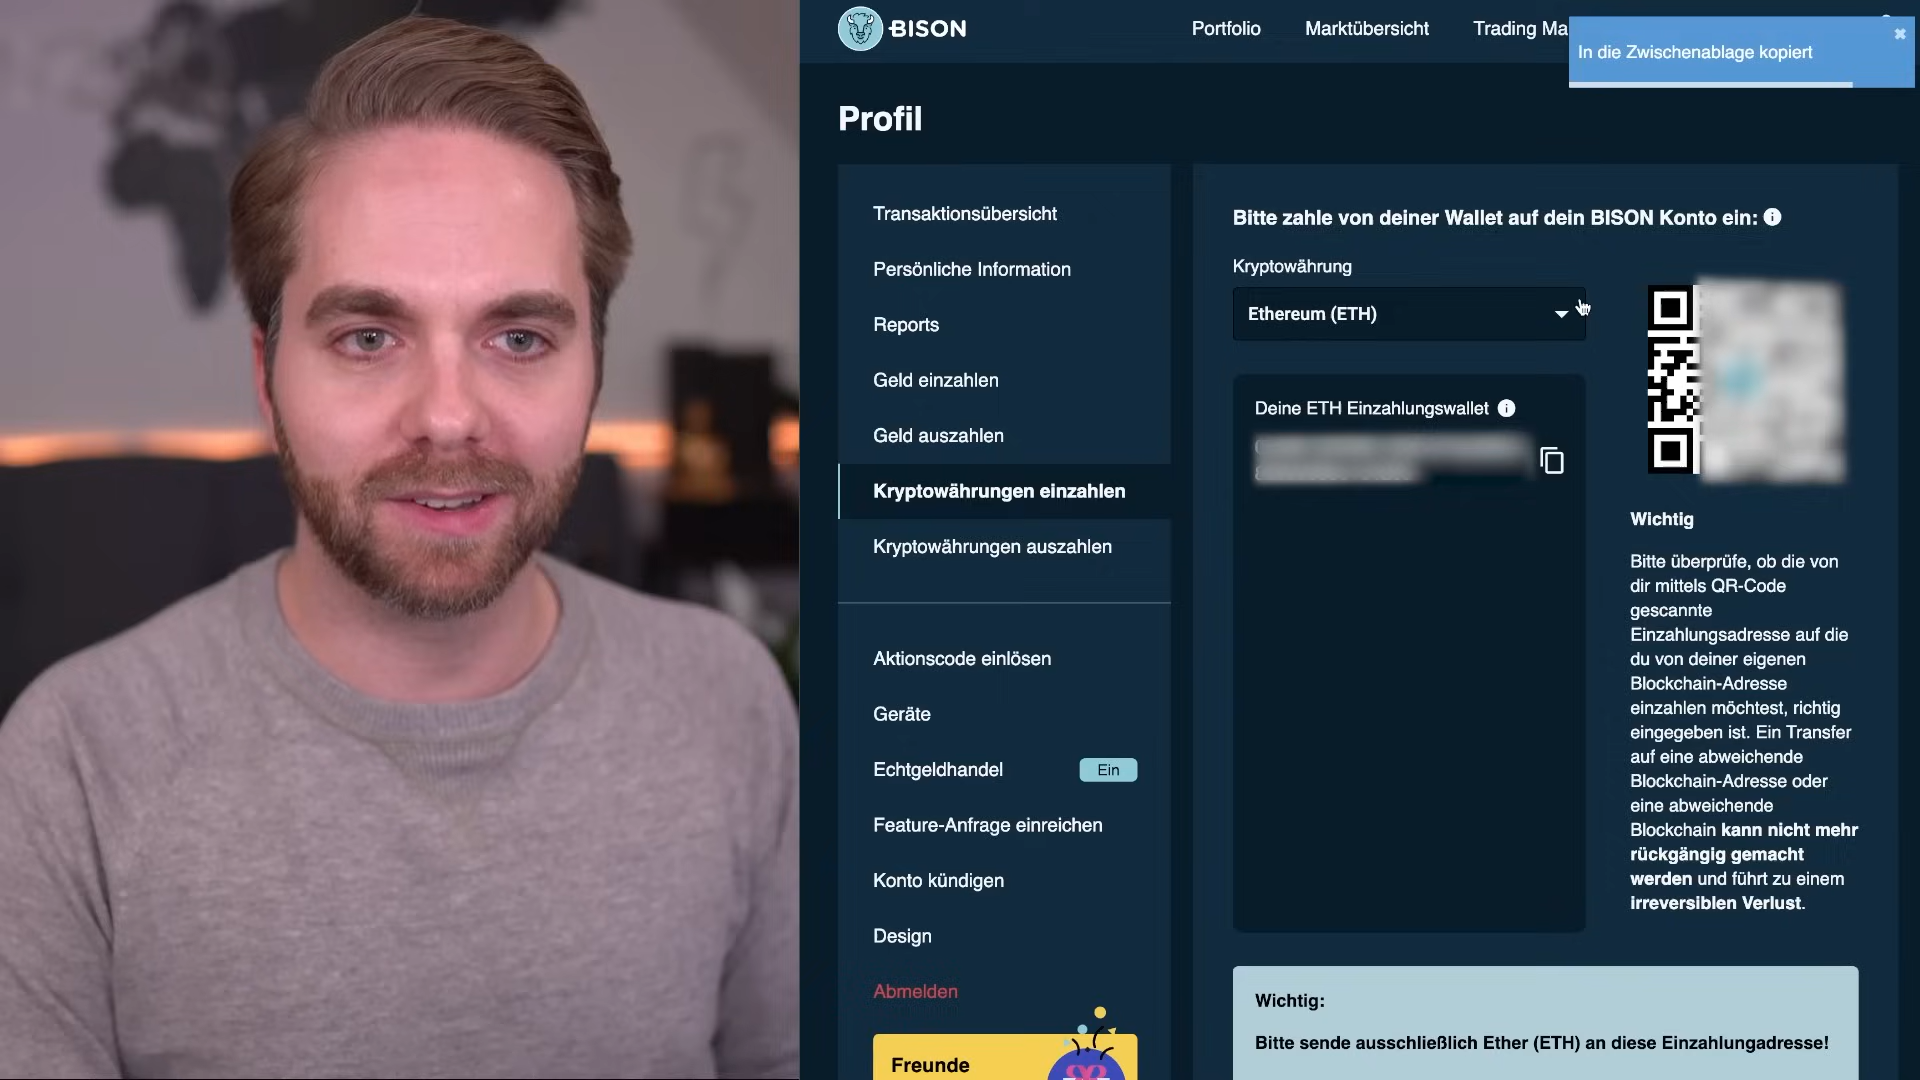 BISON
Portfolio
Marktübersicht
Trading Ma
In die Zwischenablage kopiert
Profil
Transaktionsübersicht
Persönliche Information
Reports
Geld einzahlen
Geld auszahlen
Kryptowährungen einzahlen
Kryptowährungen auszahlen
Aktionscode einlösen
Geräte
Echtgeldhandel
Ein
Feature-Anfrage einreichen
Konto kündigen
Design
Abmelden
Freunde
Bitte zahle von deiner Wallet auf dein BISON Konto ein:
Kryptowährung
Ethereum (ETH)
Deine ETH Einzahlungswallet
Wichtig
Bitte überprüfe, ob die von
dir mittels QR-Code
gescannte
Einzahlungsadresse auf die
du von deiner eigenen
Blockchain-Adresse
einzahlen möchtest, richtig
eingegeben ist. Ein Transfer
auf eine abweichende
Blockchain-Adresse oder
eine abweichende
Blockchain kann nicht mehr
rückgängig gemacht
werden und führt zu einem
irreversiblen Verlust.
Wichtig:
Bitte sende ausschließlich Ether (ETH) an diese Einzahlungadresse!